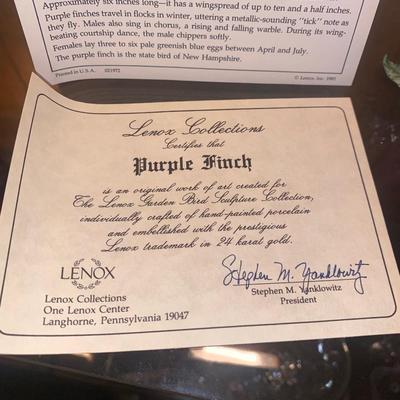 Approximately six inches long—it has a wingspread of up to ten and a half inches.
Purple finches travel in flocks in winter, uttering a metallic-sounding "tick" note as
they fly. Males also sing in chorus, a rising and falling warble. During its wing-
beating courtship dance, the male chippers softly.
Females lay three to six pale greenish blue eggs between April and July.
The purple finch is the state bird of New Hampshire.
Printed in U.S.A. 021972 © Lenox, Inc. 1985
Lenox Collections
Certifies that
Purple Finch
is an original work of art created for
The Lenox Garden Bird Sculpture Collection,
individually crafted of hand-painted porcelain
and embellished with the prestigious
Lenox trademark in 24 karat gold.
LENOX
Lenox Collections
One Lenox Center
Langhorne, Pennsylvania 19047
Stephen M. Yanklowitz
Stephen M. Yanklowitz
President